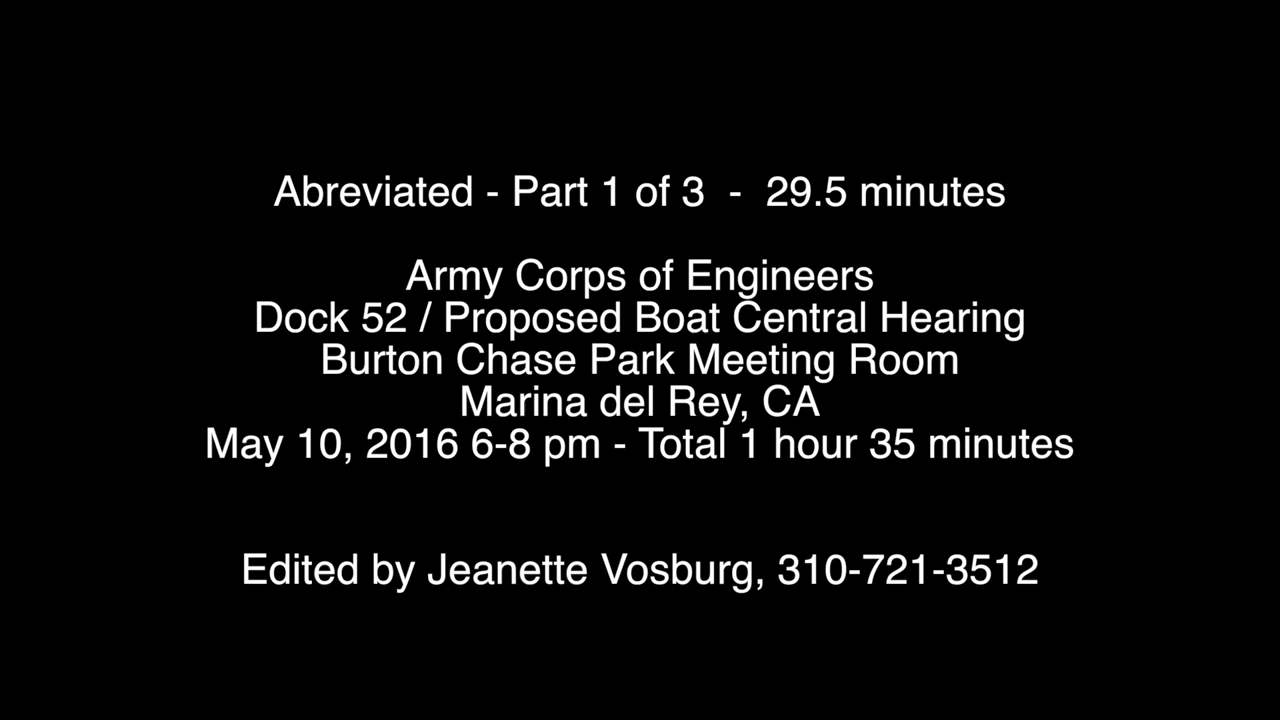 Abreviated - Part 1 of 3 - 29.5 minutes
Army Corps of Engineers
Dock 52 / Proposed Boat Central Hearing
Burton Chase Park Meeting Room
Marina del Rey, CA
May 10, 2016 6-8 pm - Total 1 hour 35 minutes
Edited by Jeanette Vosburg, 310-721-3512